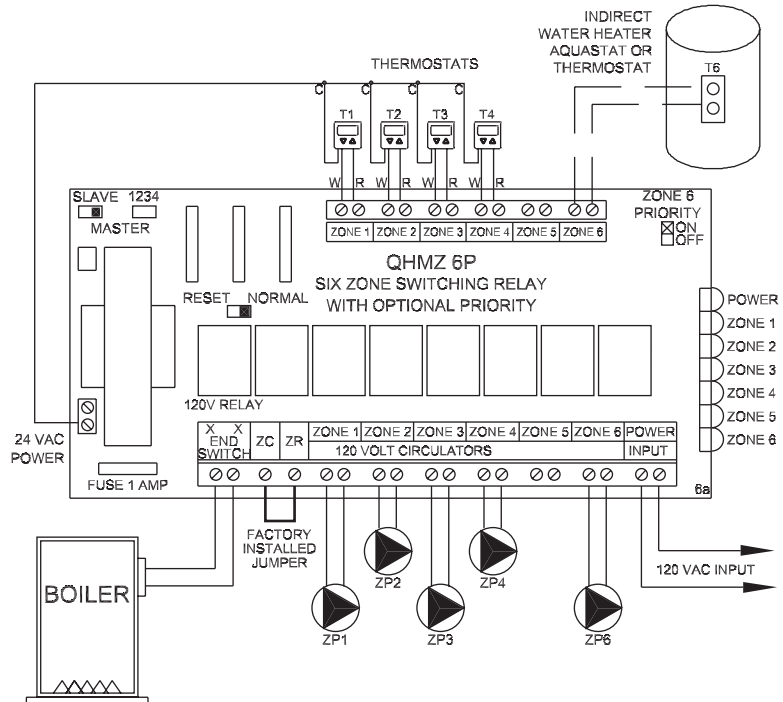 INDIRECT
WATER HEATER
AQUASTAT OR
THERMOSTAT
T6
THERMOSTATS
C C C C
T1 T2 T3 T4
W R W R W R W R
SLAVE 1234
MASTER
ZONE 6
PRIORITY
ON
OFF
ZONE 1 ZONE 2 ZONE 3 ZONE 4 ZONE 5 ZONE 6
QHMZ 6P
SIX ZONE SWITCHING RELAY
WITH OPTIONAL PRIORITY
RESET NORMAL
POWER
ZONE 1
ZONE 2
ZONE 3
ZONE 4
ZONE 5
ZONE 6
120V RELAY
24 VAC
POWER
X X
END
SWITCH
ZC ZR
ZONE 1 ZONE 2 ZONE 3 ZONE 4 ZONE 5 ZONE 6
120 VOLT CIRCULATORS
POWER
INPUT
FUSE 1 AMP
6a
FACTORY
INSTALLED
JUMPER
BOILER
ZP1
ZP2
ZP3
ZP4
ZP6
120 VAC INPUT